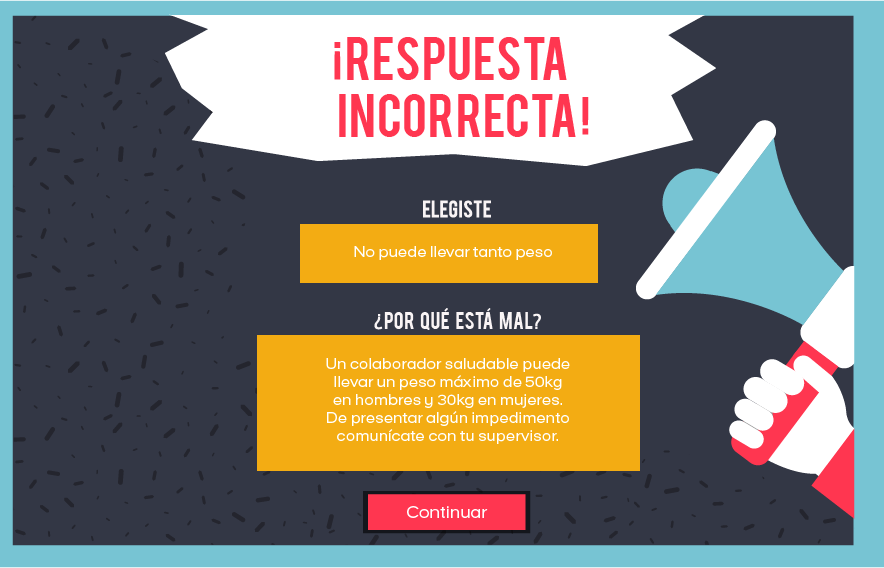 ¡RESPUESTA
INCORRECTA!
ELEGISTE
No puede llevar tanto peso
¿POR QUÉ ESTÁ MAL?
Un colaborador saludable puede
llevar un peso máximo de 50kg
en hombres y 30kg en mujeres.
De presentar algún impedimento
comunícate con tu supervisor.
Continuar